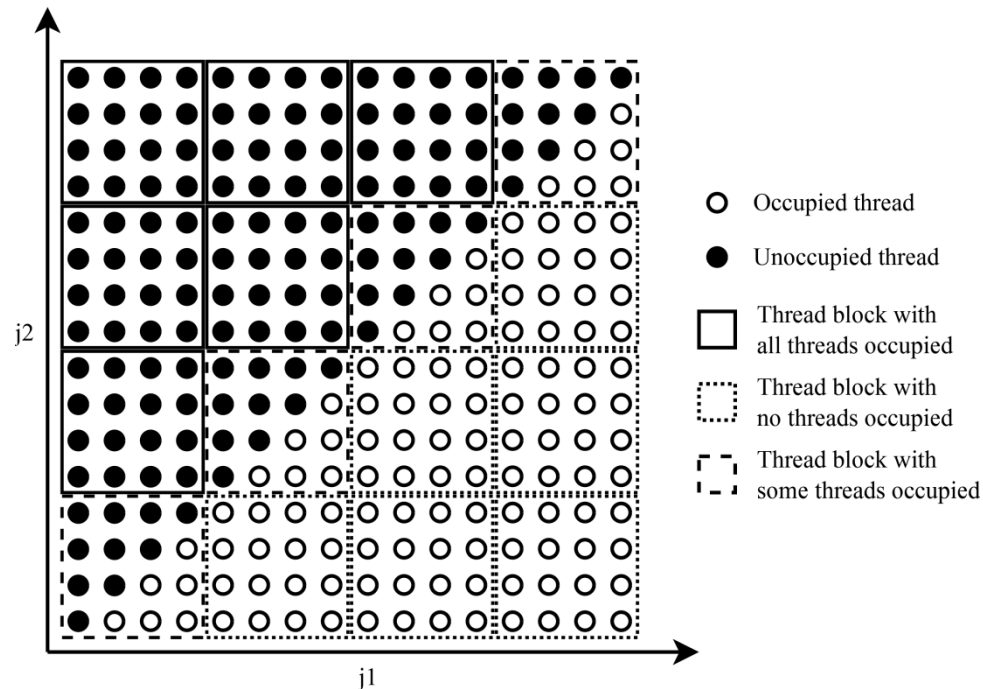 Occupied thread
Unoccupied thread
Thread block with
all threads occupied
Thread block with
no threads occupied
Thread block with
some threads occupied
j2
j1